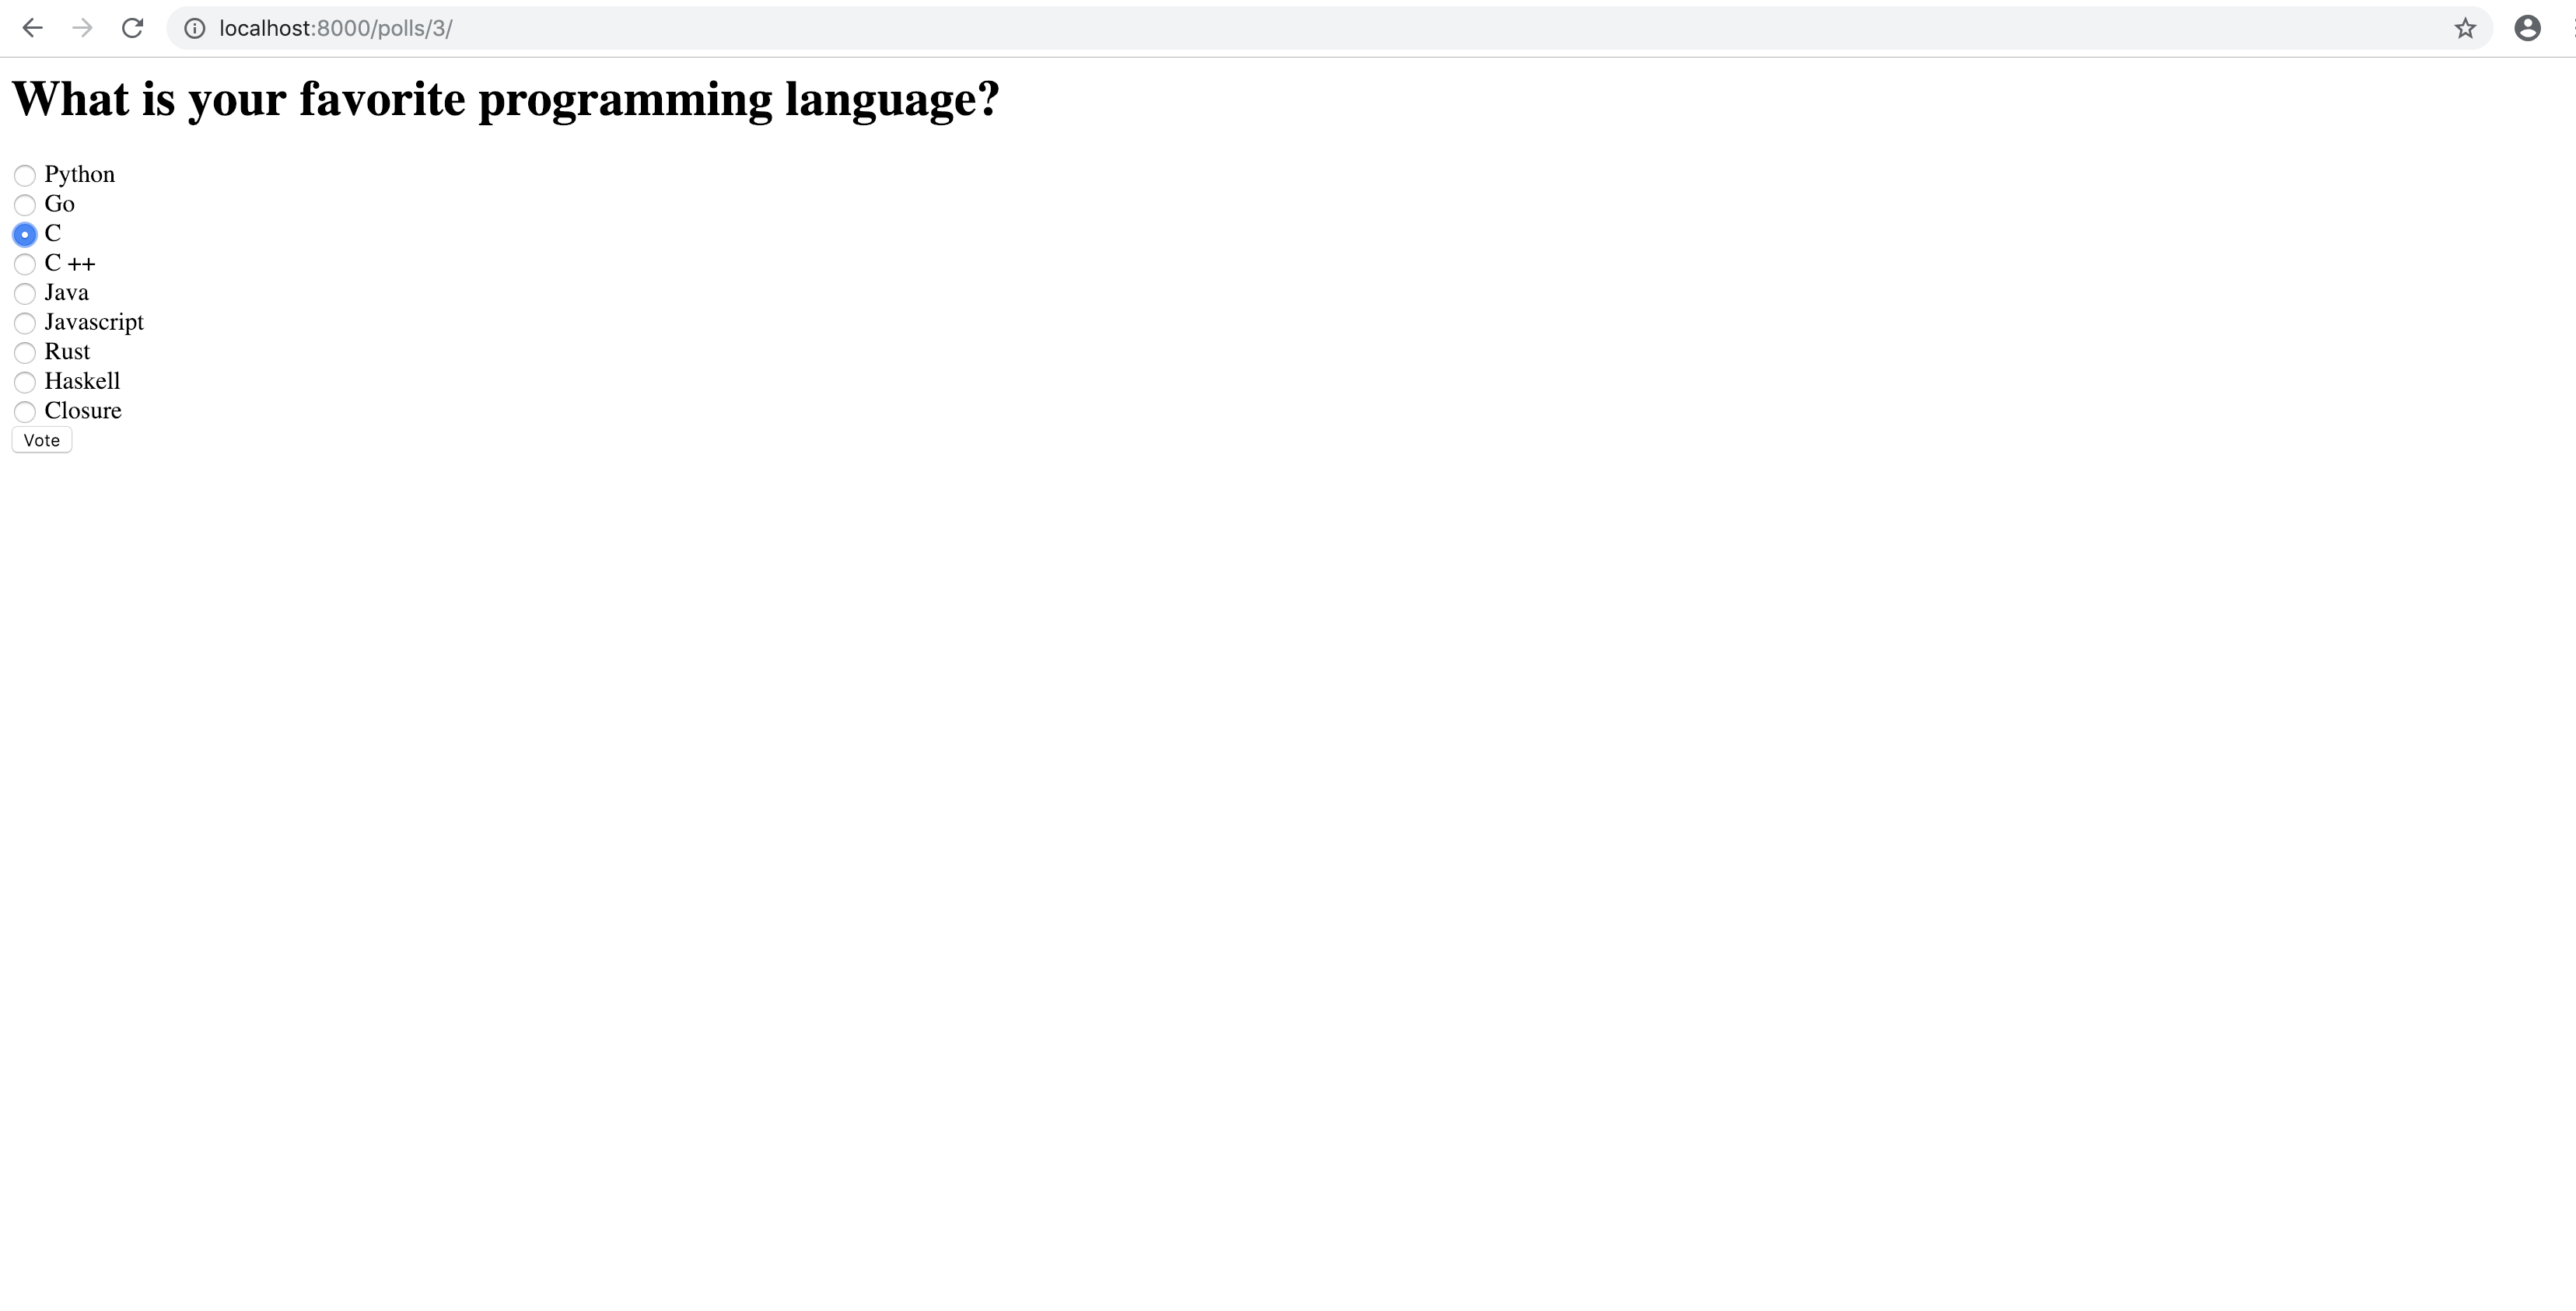 localhost:8000/polls/3/
What is your favorite programming language?
Python
Go
C
C ++
Java
Javascript
Rust
Haskell
Closure
Vote